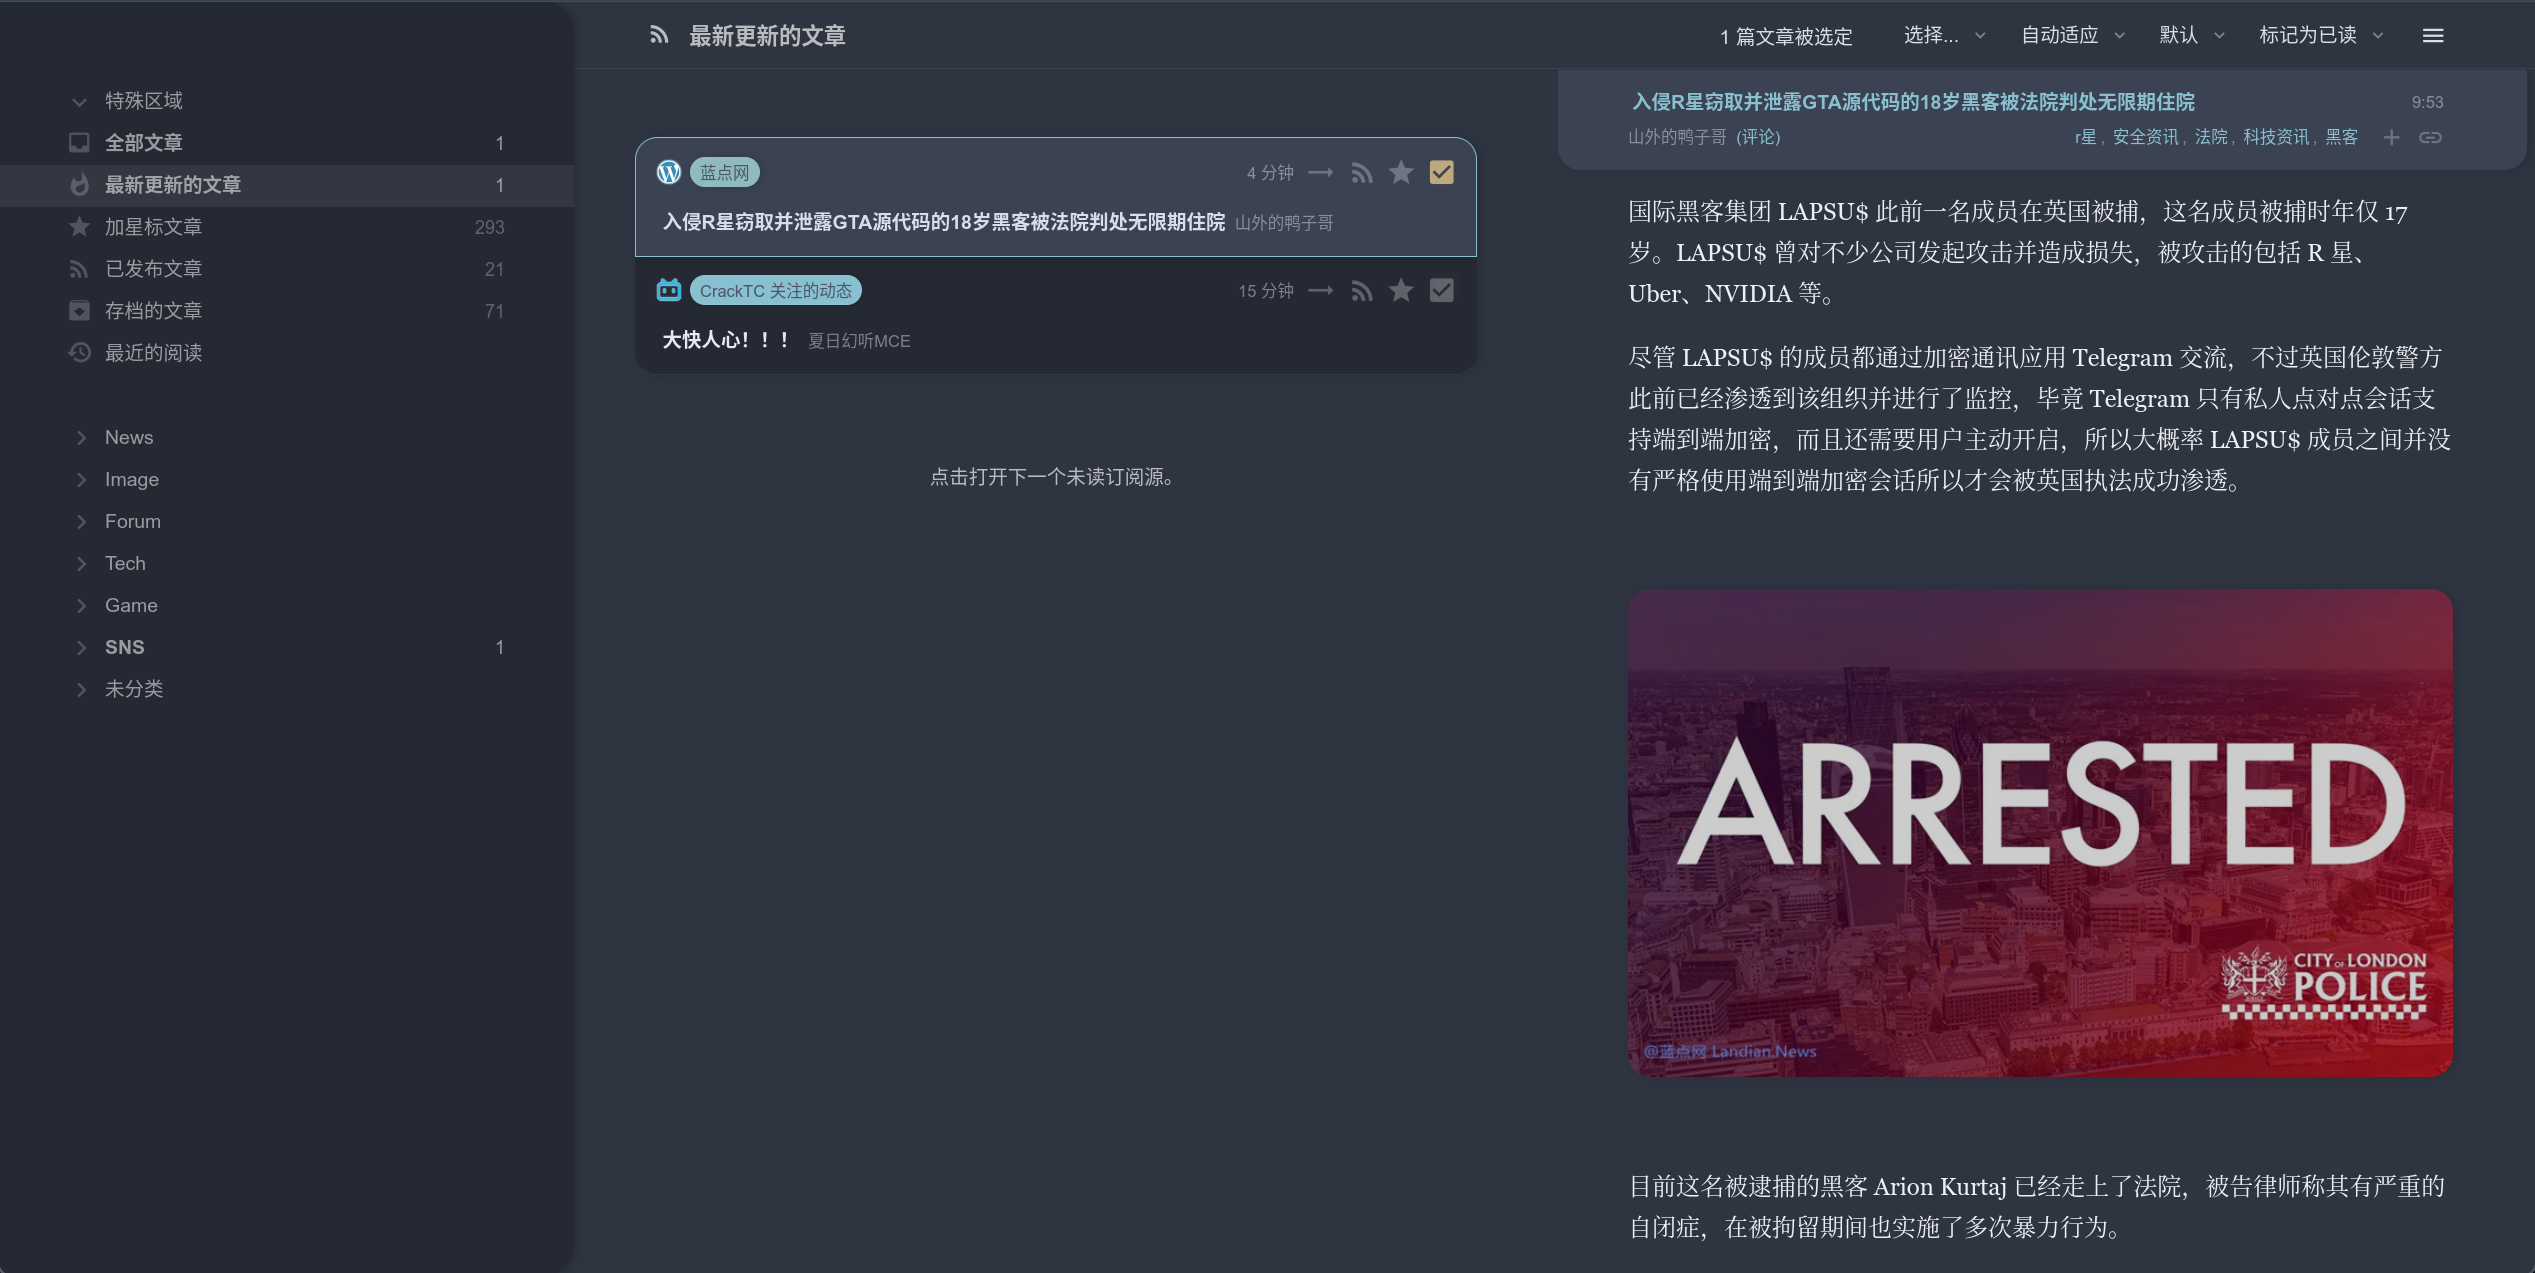 最新更新的文章
1 篇文章被选定
选择...
自动适应
默认
标记为已读
特殊区域
全部文章 1
最新更新的文章 1
加星标文章 293
已发布文章 21
存档的文章 71
最近的阅读
News
Image
Forum
Tech
Game
SNS 1
未分类
蓝点网 4 分钟
入侵R星窃取并泄露GTA源代码的18岁黑客被法院判处无限期住院 山外的鸭子哥
CrackTC 关注的动态 15 分钟
大快人心！！！ 夏日幻听MCE
点击打开下一个未读订阅源。
入侵R星窃取并泄露GTA源代码的18岁黑客被法院判处无限期住院 9:53
山外的鸭子哥 (评论) r星, 安全资讯, 法院, 科技资讯, 黑客
国际黑客集团 LAPSU$ 此前一名成员在英国被捕，这名成员被捕时年仅 17
岁。LAPSU$ 曾对不少公司发起攻击并造成损失，被攻击的包括 R 星、
Uber、NVIDIA 等。
尽管 LAPSU$ 的成员都通过加密通讯应用 Telegram 交流，不过英国伦敦警方
此前已经渗透到该组织并进行了监控，毕竟 Telegram 只有私人点对点会话支
持端到端加密，而且还需要用户主动开启，所以大概率 LAPSU$ 成员之间并没
有严格使用端到端加密会话所以才会被英国执法成功渗透。
ARRESTED
CITY OF LONDON
POLICE
@蓝点网 Landian.News
目前这名被逮捕的黑客 Arion Kurtaj 已经走上了法院，被告律师称其有严重的
自闭症，在被拘留期间也实施了多次暴力行为。